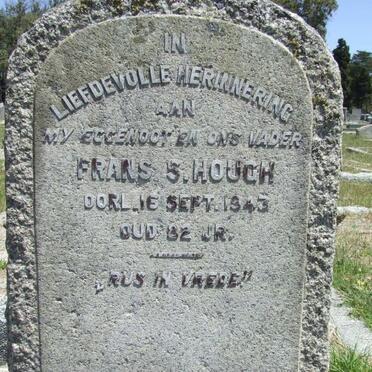 IN
LIEFDEVOLLE HERINNERING
AAN
MY EGGENOOT EN ONS VADER
FRANS S. HOUGH
OORL. 16 SEPT. 1943
OUD 82 JR.
„RUS IN VREDE"